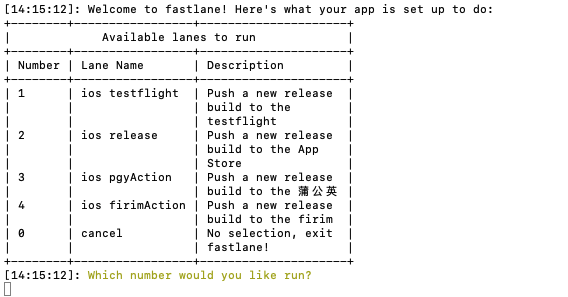 [14:15:12]: Welcome to fastlane! Here's what your app is set up to do:
+--------+----------------+---------------------+
|             Available lanes to run            |
+--------+----------------+---------------------+
| Number | Lane Name      | Description         |
+--------+----------------+---------------------+
| 1      | ios testflight | Push a new release  |
|        |                | build to the        |
|        |                | testflight          |
| 2      | ios release    | Push a new release  |
|        |                | build to the App    |
|        |                | Store               |
| 3      | ios pgyAction  | Push a new release  |
|        |                | build to the 蒲公英 |
| 4      | ios firimAction | Push a new release  |
|        |                | build to the firim  |
| 0      | cancel         | No selection, exit  |
|        |                | fastlane!           |
+--------+----------------+---------------------+
[14:15:12]: Which number would you like run?